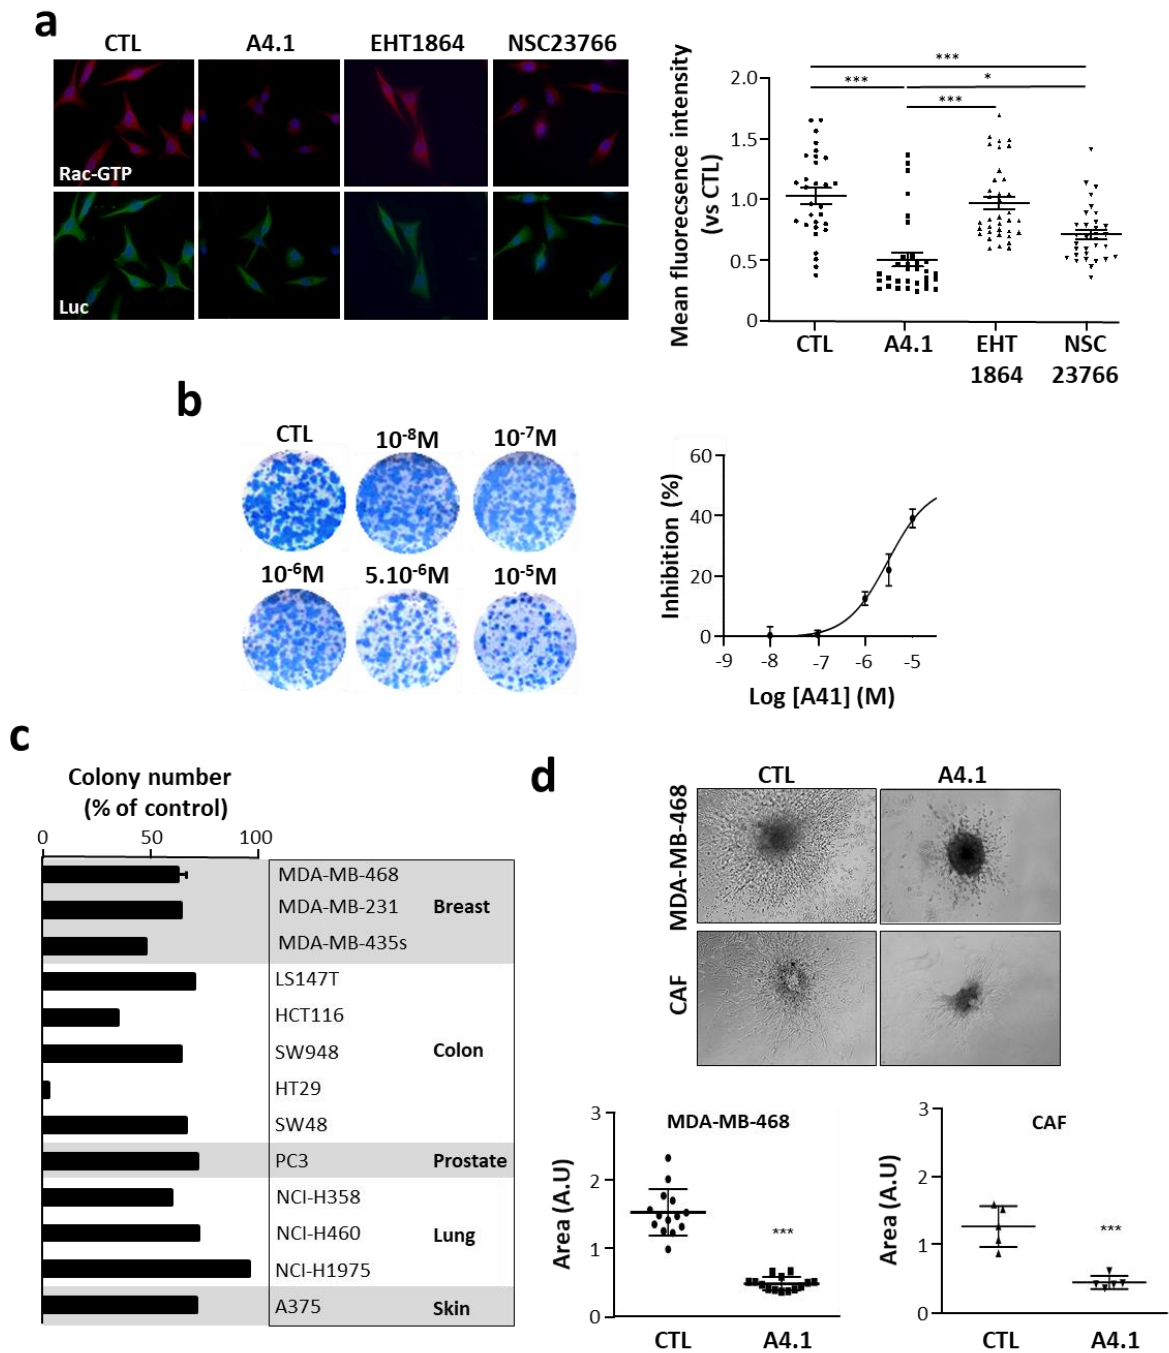 a
CTL
A4.1
EHT1864
NSC23766
Rac-GTP
Luc
Mean fluorecsence intensity
(vs CTL)
2.0
1.5
1.0
0.5
0
***
***
*
***
CTL
A4.1
EHT
1864
NSC
23766
b
CTL
10-8M
10-7M
10-6M
5.10-6M
10-5M
Inhibition (%)
60
40
20
0
-9
-8
-7
-6
-5
Log [A41] (M)
c
Colony number
(% of control)
0
50
100
MDA-MB-468
MDA-MB-231
Breast
MDA-MB-435s
LS147T
HCT116
SW948
Colon
HT29
SW48
PC3
Prostate
NCI-H358
NCI-H460
Lung
NCI-H1975
A375
Skin
d
CTL
A4.1
MDA-MB-468
CAF
MDA-MB-468
Area (A.U)
3
2
1
0
***
CTL
A4.1
CAF
Area (A.U)
3
2
1
0
***
CTL
A4.1